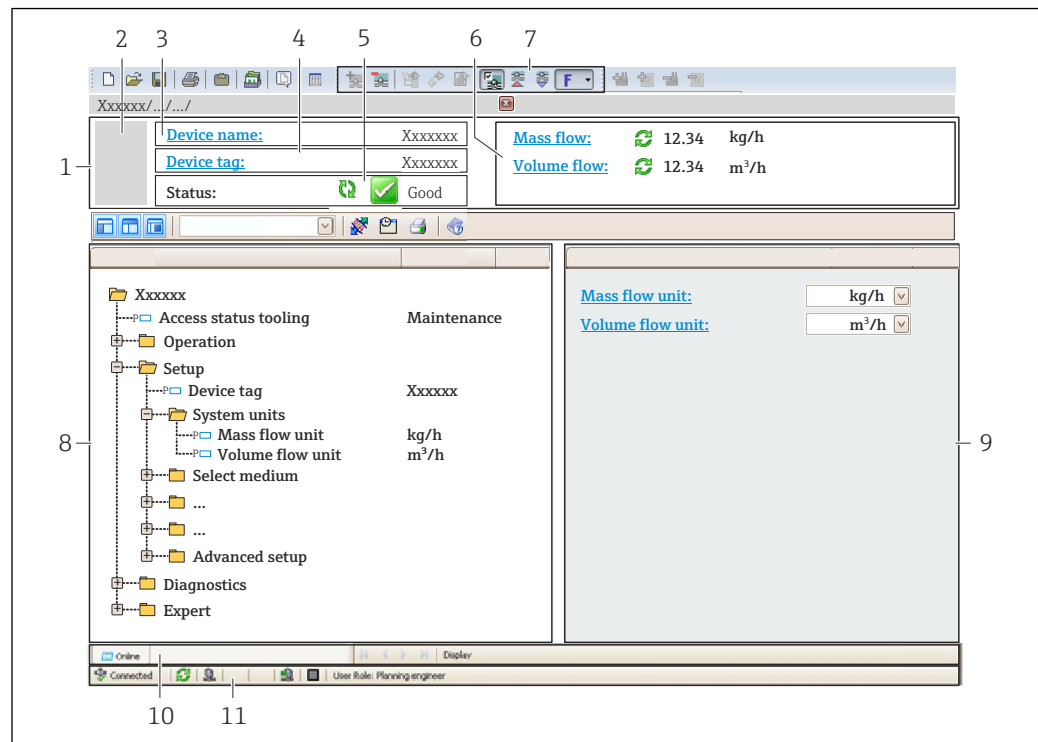 2 3 4 5 6 7
F
Xxxxxx/.../.../
1
Device name: Xxxxxxx
Device tag: Xxxxxxx
Status: Good
Mass flow: 12.34 kg/h
Volume flow: 12.34 m³/h
Xxxxxx
Access status tooling Maintenance
Operation
Setup
Device tag Xxxxxx
System units
Mass flow unit kg/h
Volume flow unit m³/h
Select medium
...
...
Advanced setup
Diagnostics
Expert
Mass flow unit: kg/h
Volume flow unit: m³/h
8
9
Online Display
Connected User Role: Planning engineer
10 11